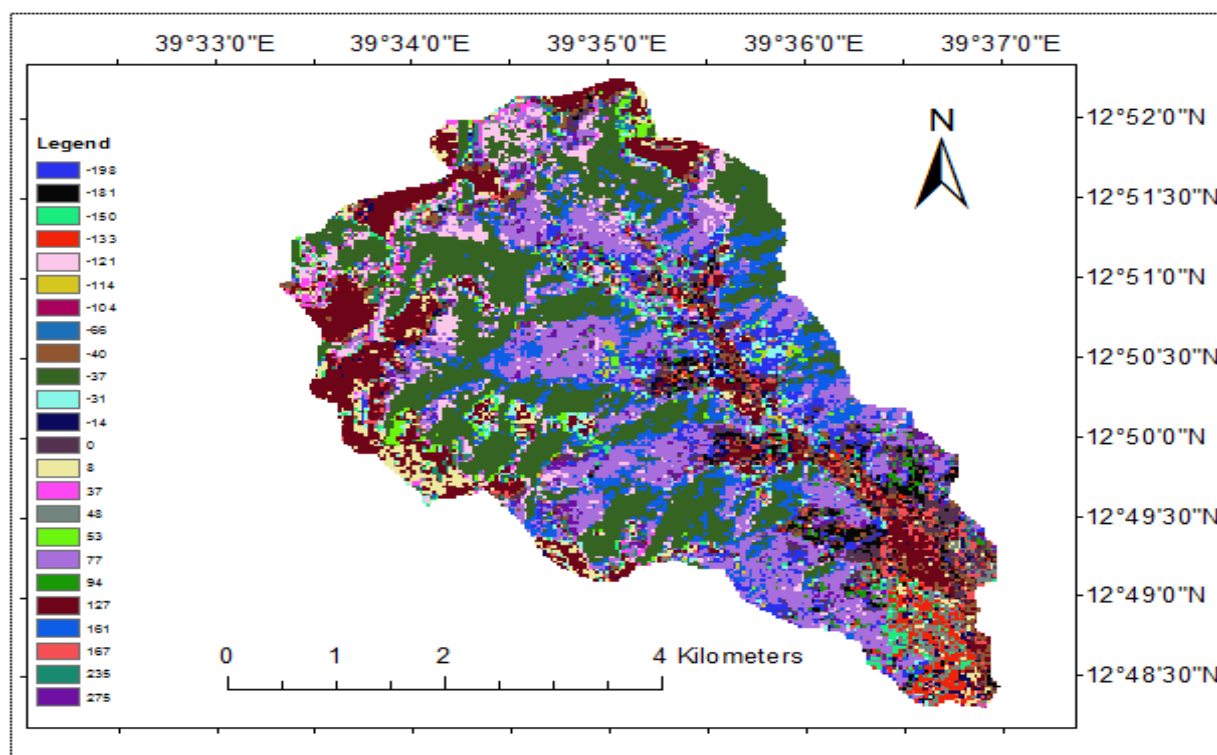 39°33'0"E 39°34'0"E 39°35'0"E 39°36'0"E 39°37'0"E
12°52'0"N
12°51'30"N
12°51'0"N
12°50'30"N
12°50'0"N
12°49'30"N
12°49'0"N
12°48'30"N
N
Legend
-198
-181
-150
-133
-121
-114
-104
-66
-40
-37
-31
-14
0
8
37
48
53
77
94
127
161
167
235
275
0 1 2 4 Kilometers